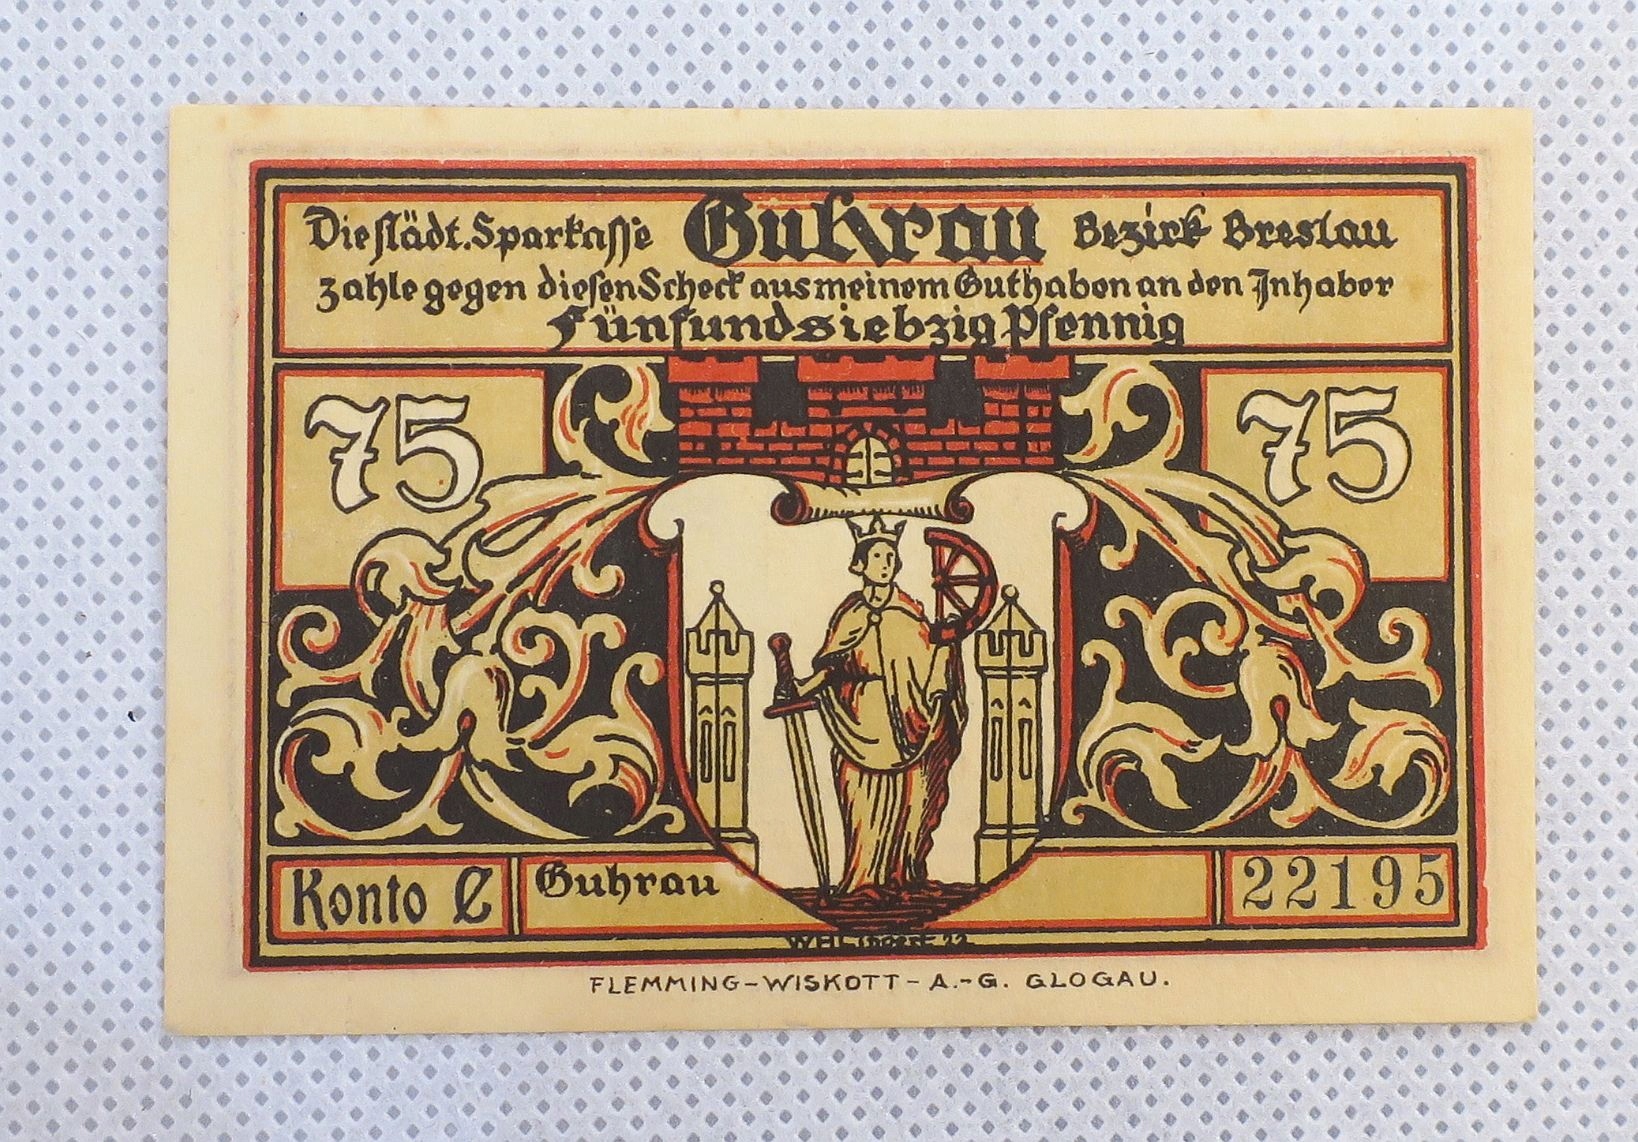 Die städt. Sparkasse Guhrau Bezirk Breslau
zahle gegen diesen Scheck aus meinem Guthaben an den Inhaber
Fünfundsiebzig Pfennig
75 75
Konto C Guhrau 22195
22
FLEMMING-WISKOTT-A.-G. GLOGAU.